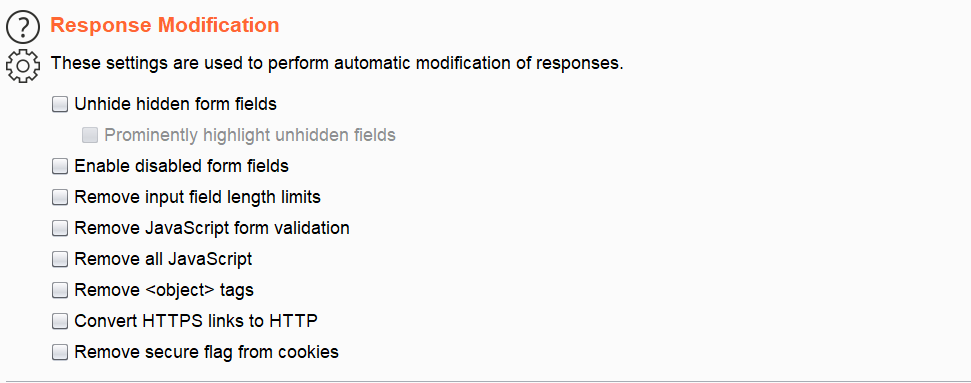 Response Modification
These settings are used to perform automatic modification of responses.
Unhide hidden form fields
Prominently highlight unhidden fields
Enable disabled form fields
Remove input field length limits
Remove JavaScript form validation
Remove all JavaScript
Remove <object> tags
Convert HTTPS links to HTTP
Remove secure flag from cookies